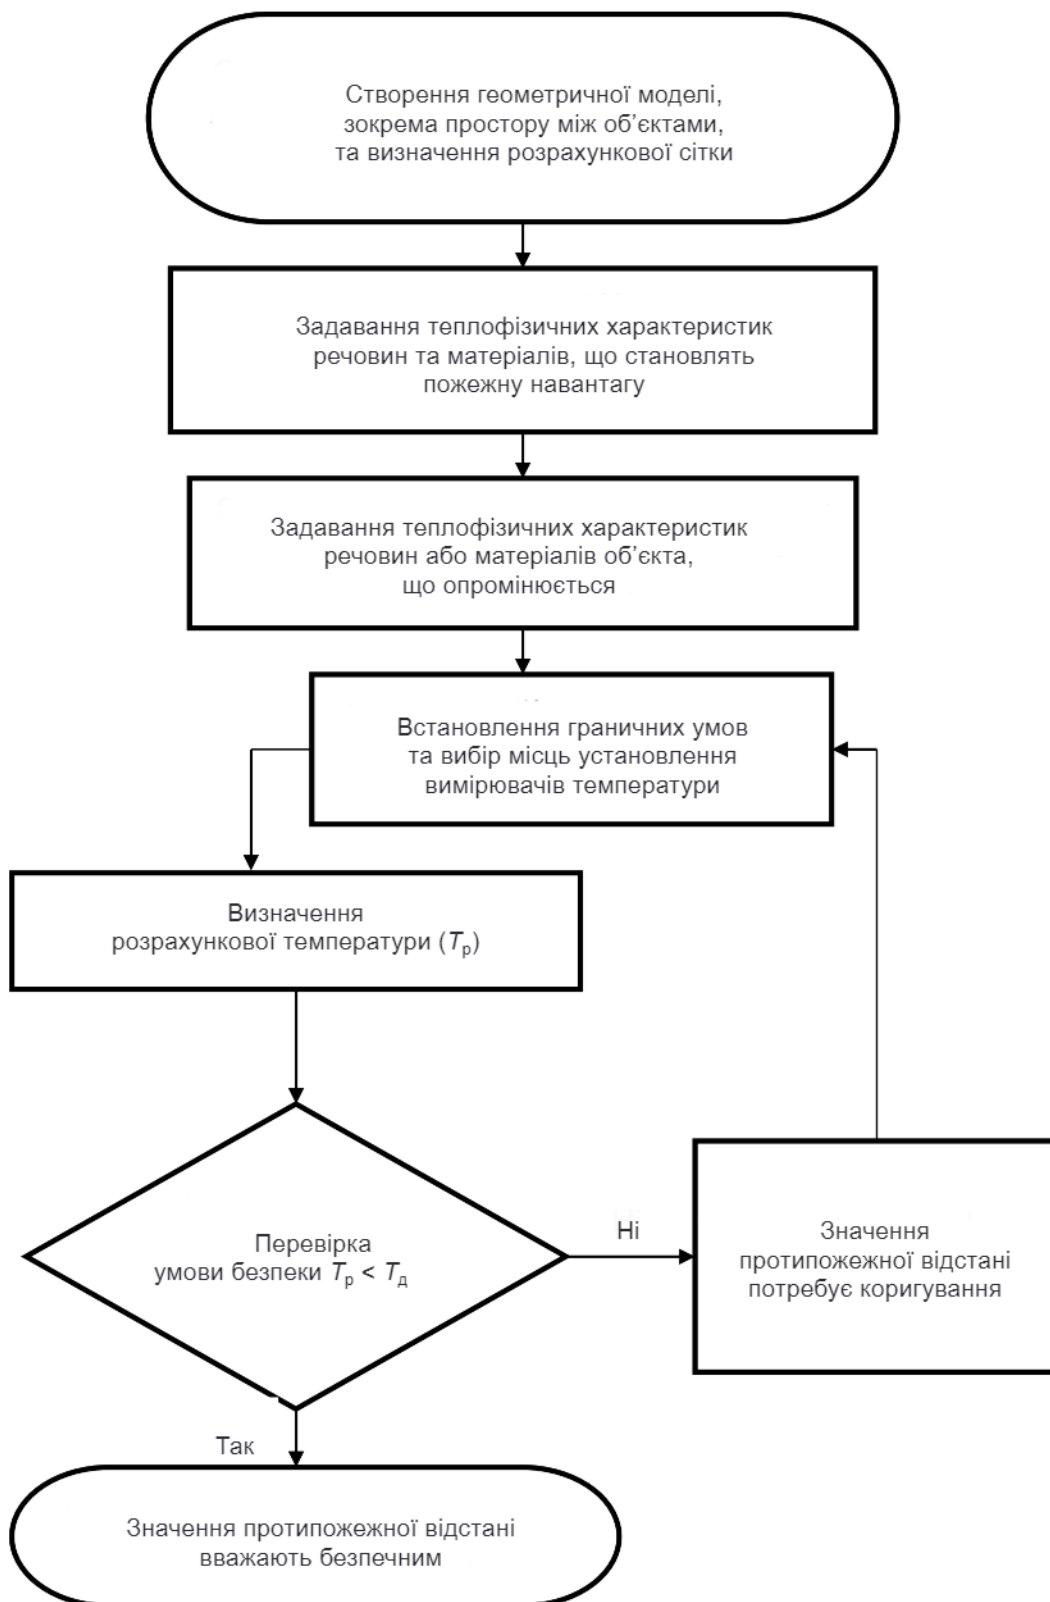 Створення геометричної моделі,
зокрема простору між об’єктами,
та визначення розрахункової сітки
Задавання теплофізичних характеристик
речовин та матеріалів, що становлять
пожежну навантагу
Задавання теплофізичних характеристик
речовин або матеріалів об’єкта,
що опромінюється
Встановлення граничних умов
та вибір місць установлення
вимірювачів температури
Визначення
розрахункової температури (Tр)
Перевірка
умови безпеки Tр < Tд
Ні
Значення
протипожежної відстані
потребує коригування
Так
Значення протипожежної відстані
вважають безпечним